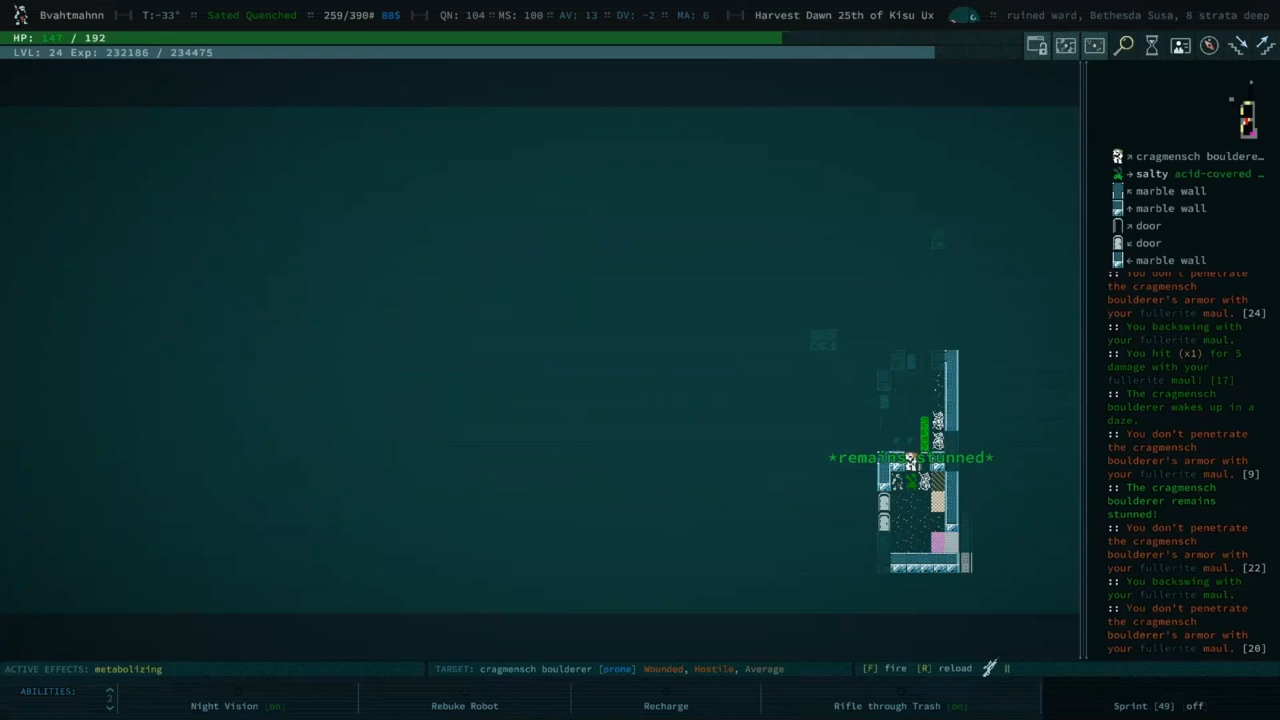 Bvahtmahnn T:-33° :: Sated Quenched :: 259/390# 80$ QN: 104 :: MS: 100 :: AV: 13 :: DV: -2 :: MA: 6 Harvest Dawn 25th of Kisu Ux :: ruined ward, Bethesda Susa, 8 strata deep
HP: 147 / 192
LVL: 24 Exp: 232186 / 234475
cragmensch bouldere…
salty acid-covered …
marble wall
marble wall
door
door
marble wall
:: You don't penetrate
the cragmensch
boulderer's armor with
your fullerite maul. [24]
:: You backswing with
your fullerite maul.
:: You hit (x1) for 5
damage with your
fullerite maul! [17]
:: The cragmensch
boulderer wakes up in a
daze.
:: You don't penetrate
the cragmensch
boulderer's armor with
your fullerite maul. [9]
:: The cragmensch
boulderer remains
stunned!
:: You don't penetrate
the cragmensch
boulderer's armor with
your fullerite maul. [22]
:: You backswing with
your fullerite maul.
:: You don't penetrate
the cragmensch
boulderer's armor with
your fullerite maul. [20]
*remains stunned*
ACTIVE EFFECTS: metabolizing
TARGET: cragmensch boulderer [prone] Wounded, Hostile, Average
[F] fire [R] reload
ABILITIES:
2
Night Vision [on]
Rebuke Robot
Recharge
Rifle through Trash [on]
Sprint [49] [off]